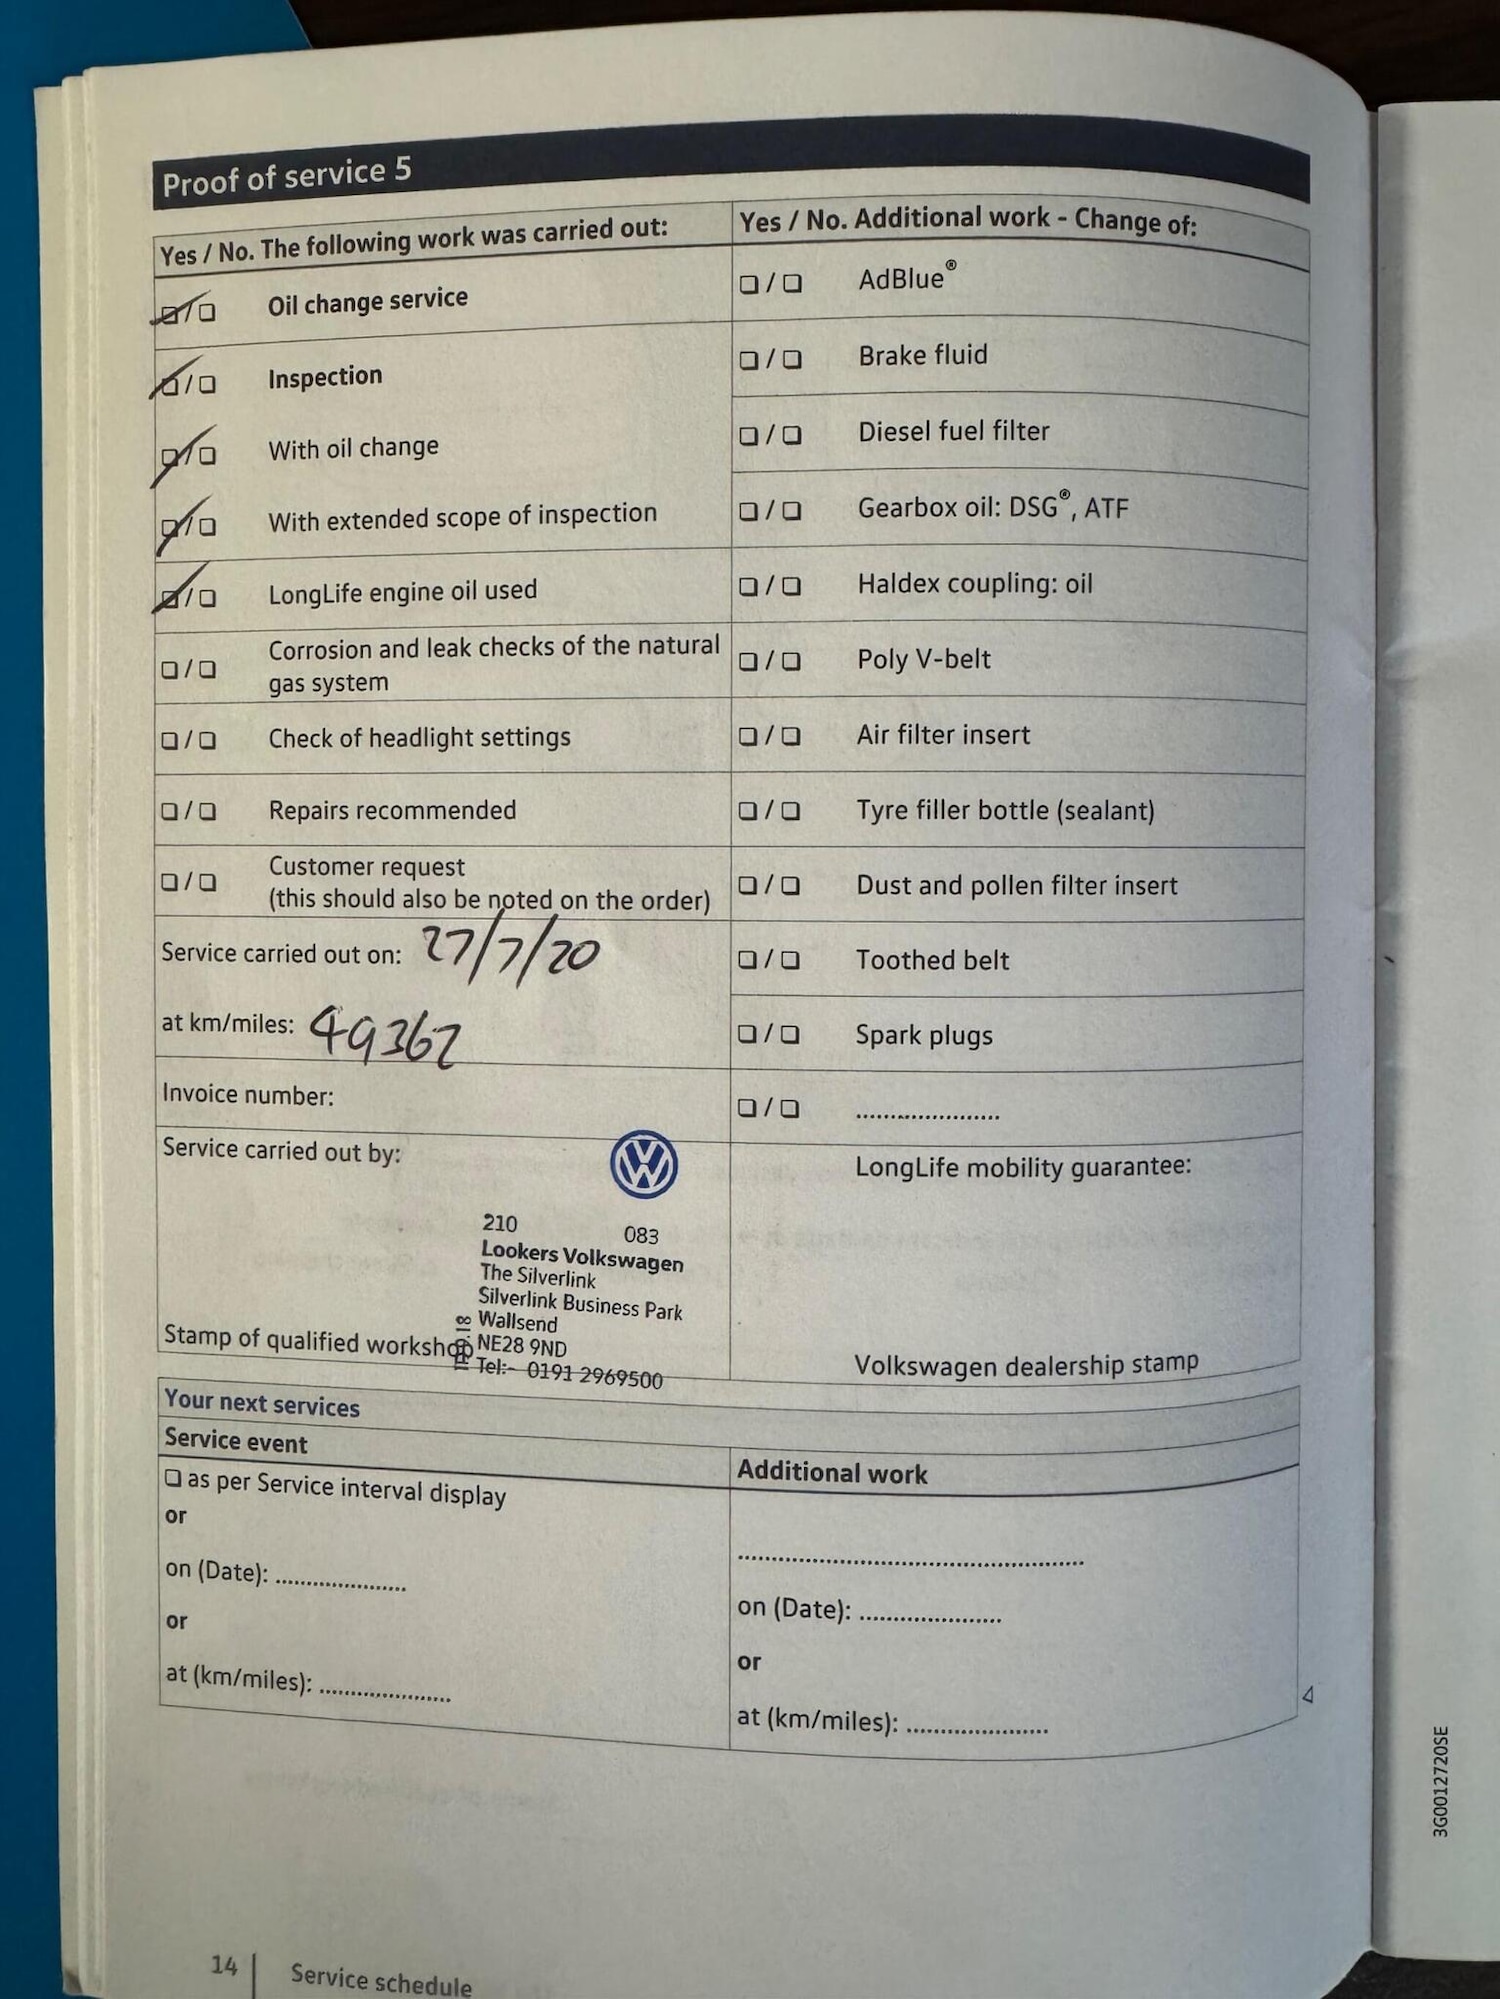 Proof of service 5
Yes / No. The following work was carried out:
☑/☐ Oil change service
☑/☐ Inspection
☑/☐ With oil change
☑/☐ With extended scope of inspection
☑/☐ LongLife engine oil used
☐/☐ Corrosion and leak checks of the natural
gas system
☐/☐ Check of headlight settings
☐/☐ Repairs recommended
☐/☐ Customer request
(this should also be noted on the order)
Service carried out on: 27/7/20
at km/miles: 49362
Invoice number:
Service carried out by:
210 083
Lookers Volkswagen
The Silverlink
Silverlink Business Park
Wallsend
NE28 9ND
Tel:- 0191 2969500
Stamp of qualified workshop
Yes / No. Additional work - Change of:
☐/☐ AdBlue®
☐/☐ Brake fluid
☐/☐ Diesel fuel filter
☐/☐ Gearbox oil: DSG®, ATF
☐/☐ Haldex coupling: oil
☐/☐ Poly V-belt
☐/☐ Air filter insert
☐/☐ Tyre filler bottle (sealant)
☐/☐ Dust and pollen filter insert
☐/☐ Toothed belt
☐/☐ Spark plugs
☐/☐ .....................
LongLife mobility guarantee:
Volkswagen dealership stamp
Your next services
Service event
☐ as per Service interval display
or
on (Date): ...................
or
at (km/miles): ...................
Additional work
..................................................
on (Date): .....................
or
at (km/miles): .....................
14 Service schedule
3G0012720SE